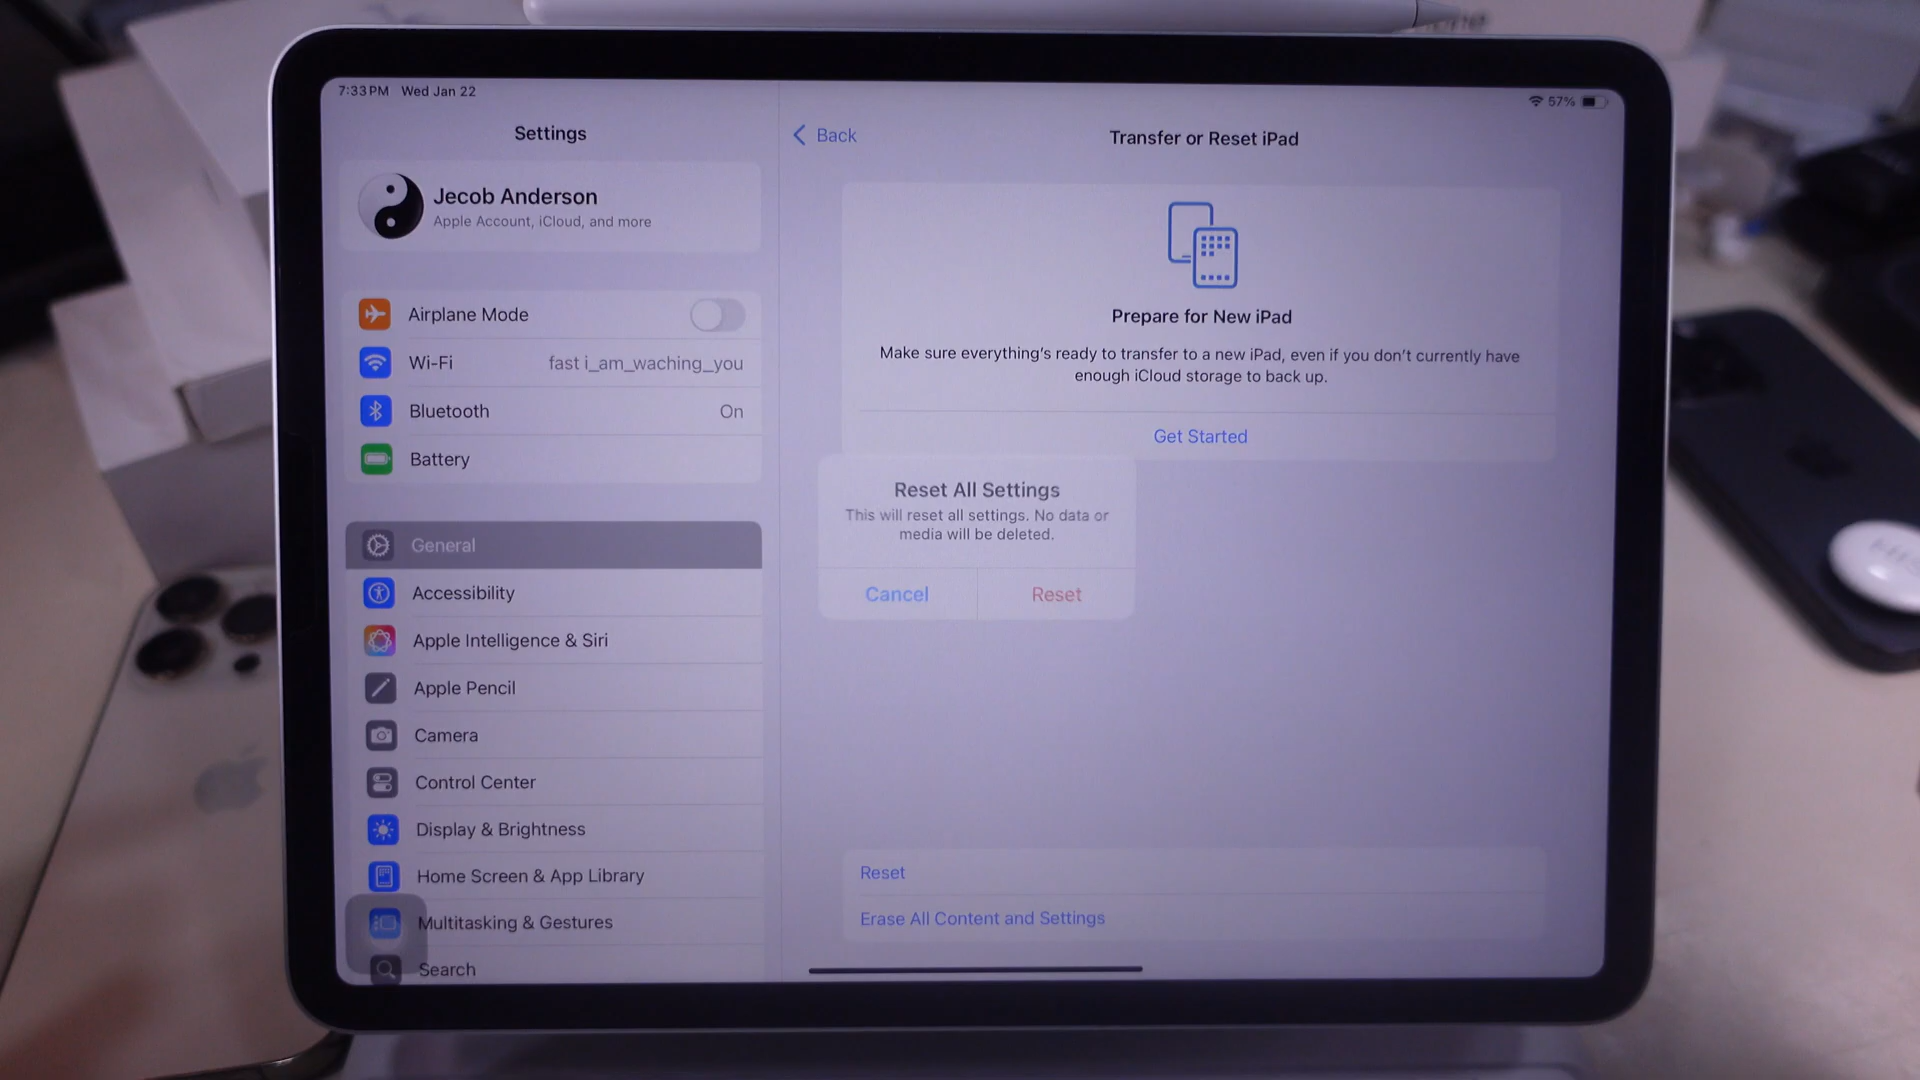 7:33 PM Wed Jan 22
57%
Settings
Jecob Anderson
Apple Account, iCloud, and more
Airplane Mode
Wi-Fi fast i_am_waching_you
Bluetooth On
Battery
General
Accessibility
Apple Intelligence & Siri
Apple Pencil
Camera
Control Center
Display & Brightness
Home Screen & App Library
Multitasking & Gestures
Search
Back
Transfer or Reset iPad
Prepare for New iPad
Make sure everything's ready to transfer to a new iPad, even if you don't currently have
enough iCloud storage to back up.
Get Started
Reset All Settings
This will reset all settings. No data or
media will be deleted.
Cancel Reset
Reset
Erase All Content and Settings